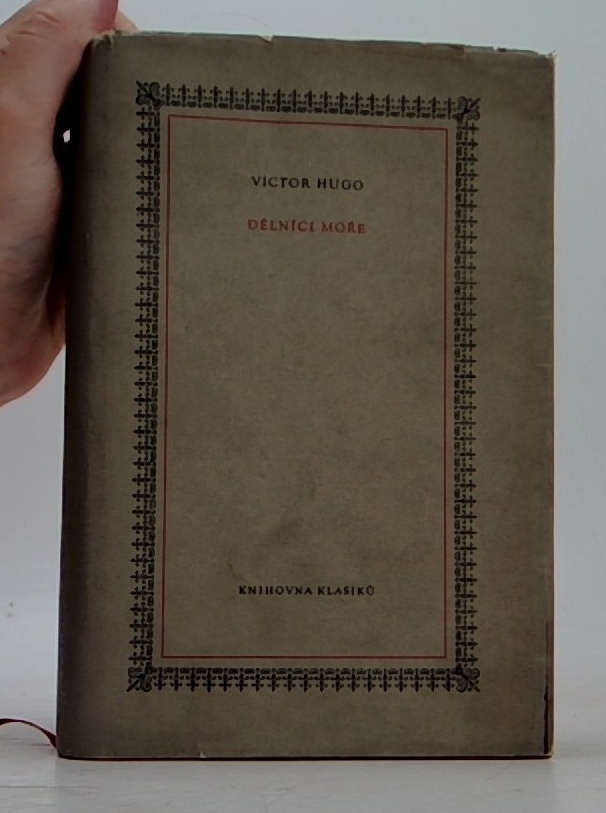 VICTOR HUGO
DĚLNÍCI MOŘE
KNIHOVNA KLASIKŮ